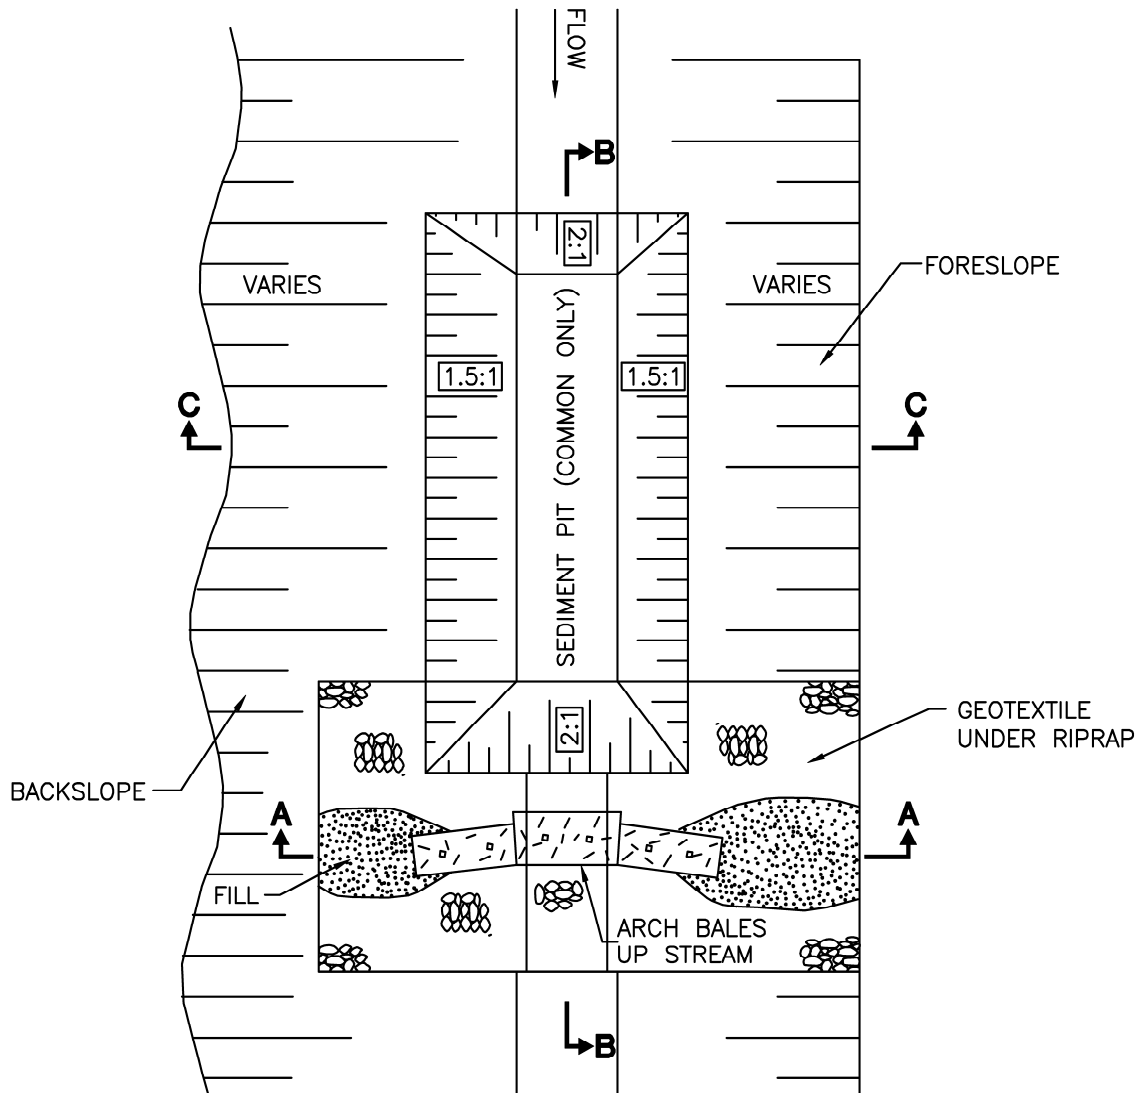 FLOW
B
2:1
FORESLOPE
VARIES
VARIES
1.5:1
1.5:1
SEDIMENT PIT (COMMON ONLY)
C
C
GEOTEXTILE
UNDER RIPRAP
2:1
BACKSLOPE
A
A
FILL
ARCH BALES
UP STREAM
B